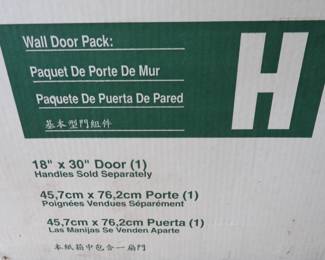 Wall Door Pack:
H
Paquet De Porte De Mur
Paquete De Puerta De Pared
基本型門組件
18" x 30" Door (1)
Handles Sold Separately
45,7cm x 76,2cm Porte (1)
Poignées Vendues Séparément
45,7cm x 76,2cm Puerta (1)
Las Manijas Se Venden Aparte
本紙箱中包含一扇門